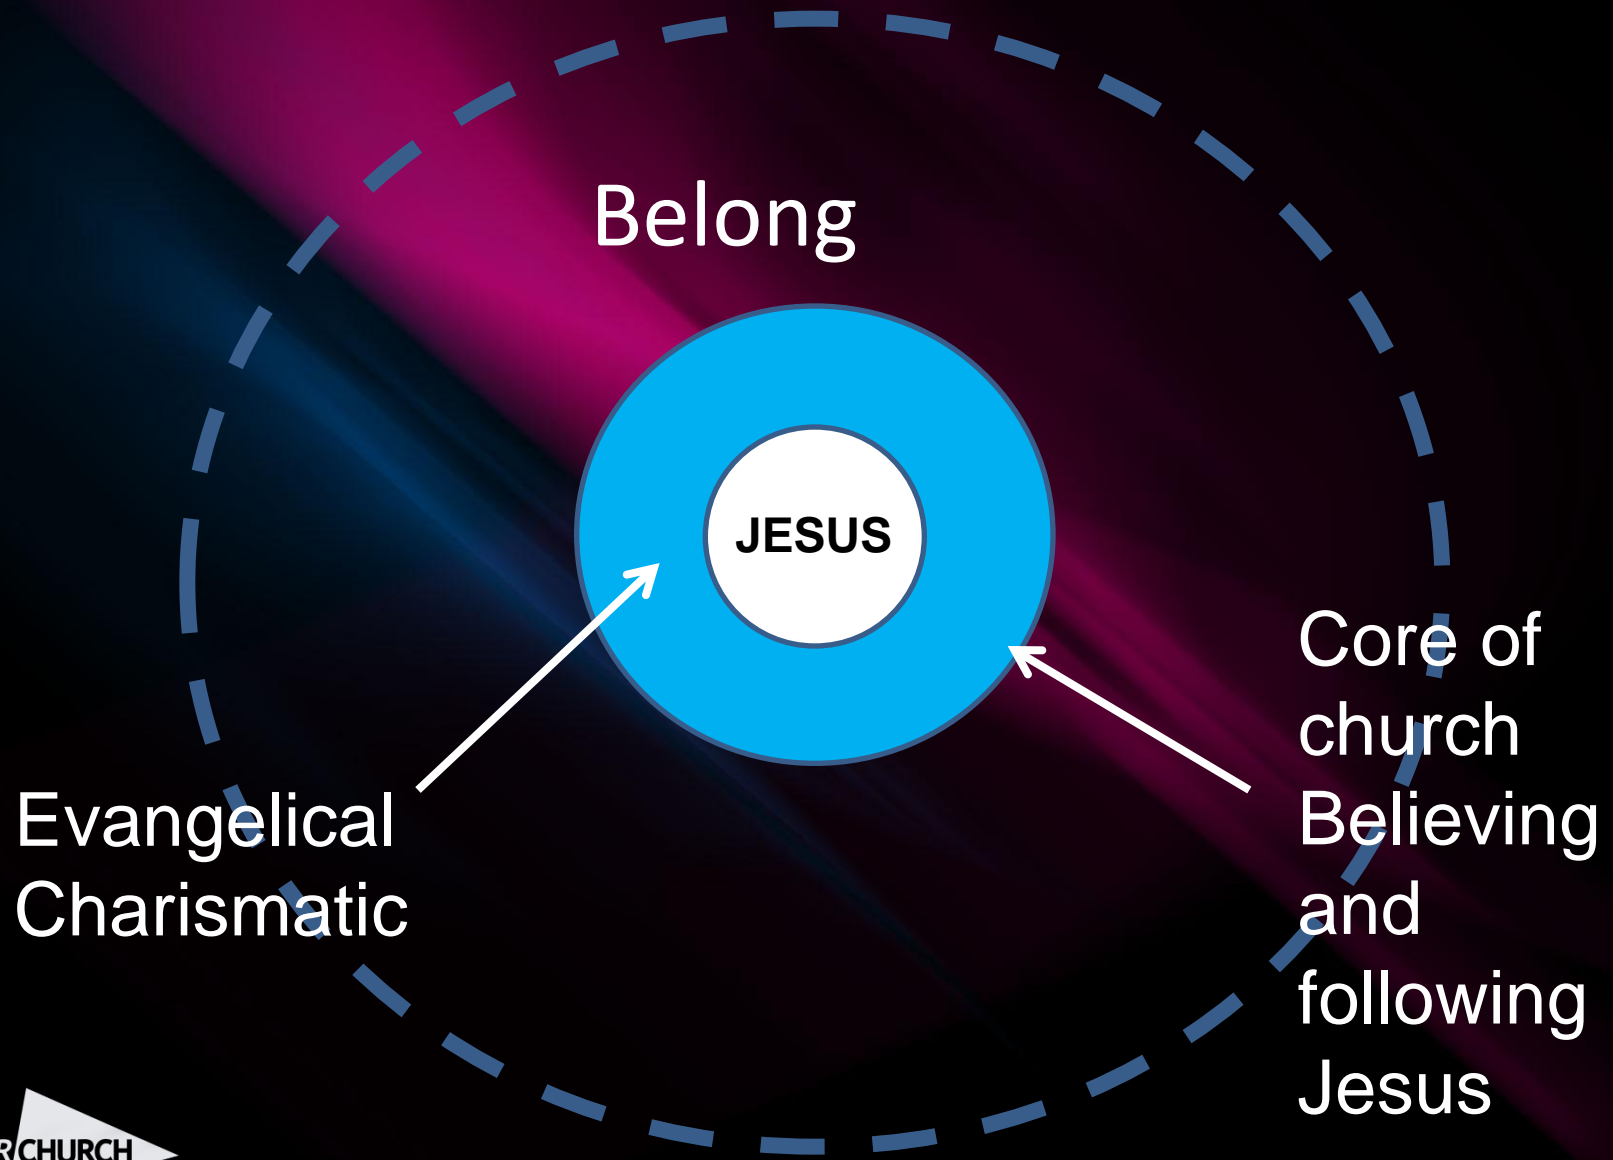 Belong
JESUS
Evangelical
Charismatic
Core of
church
Believing
and
following
Jesus
CHURCH